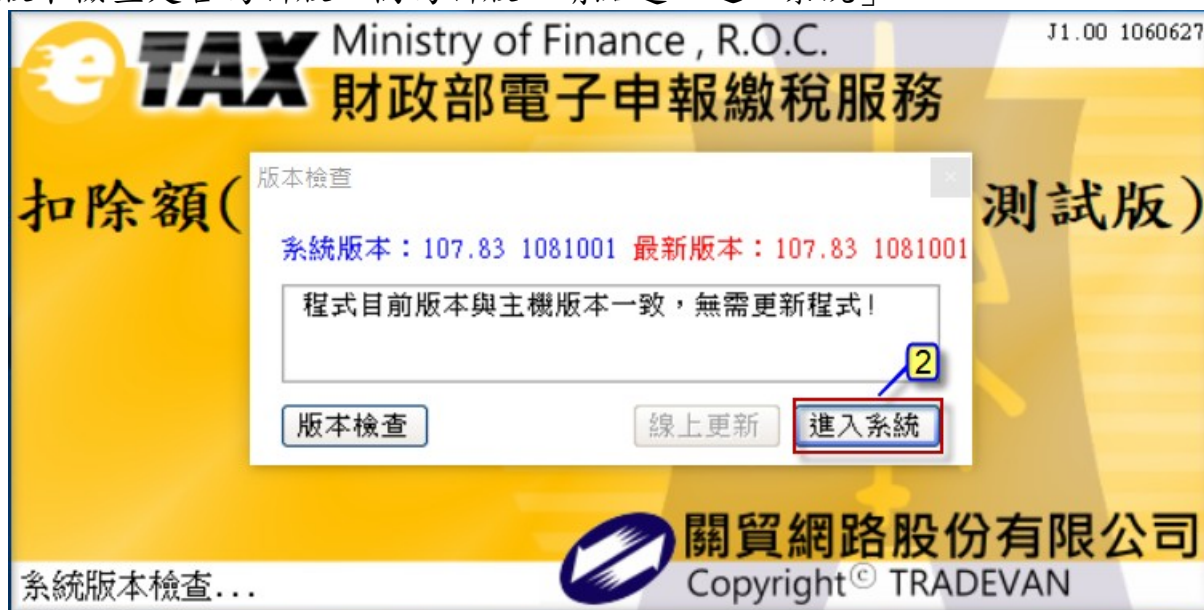 e TAX Ministry of Finance , R.O.C. J1.00 1060627
財政部電子申報繳稅服務
版本檢查
扣除額( 測試版)
系統版本：107.83 1081001 最新版本：107.83 1081001
程式目前版本與主機版本一致，無需更新程式!
2
版本檢查 線上更新 進入系統
關貿網路股份有限公司
系統版本檢查... Copyright© TRADEVAN